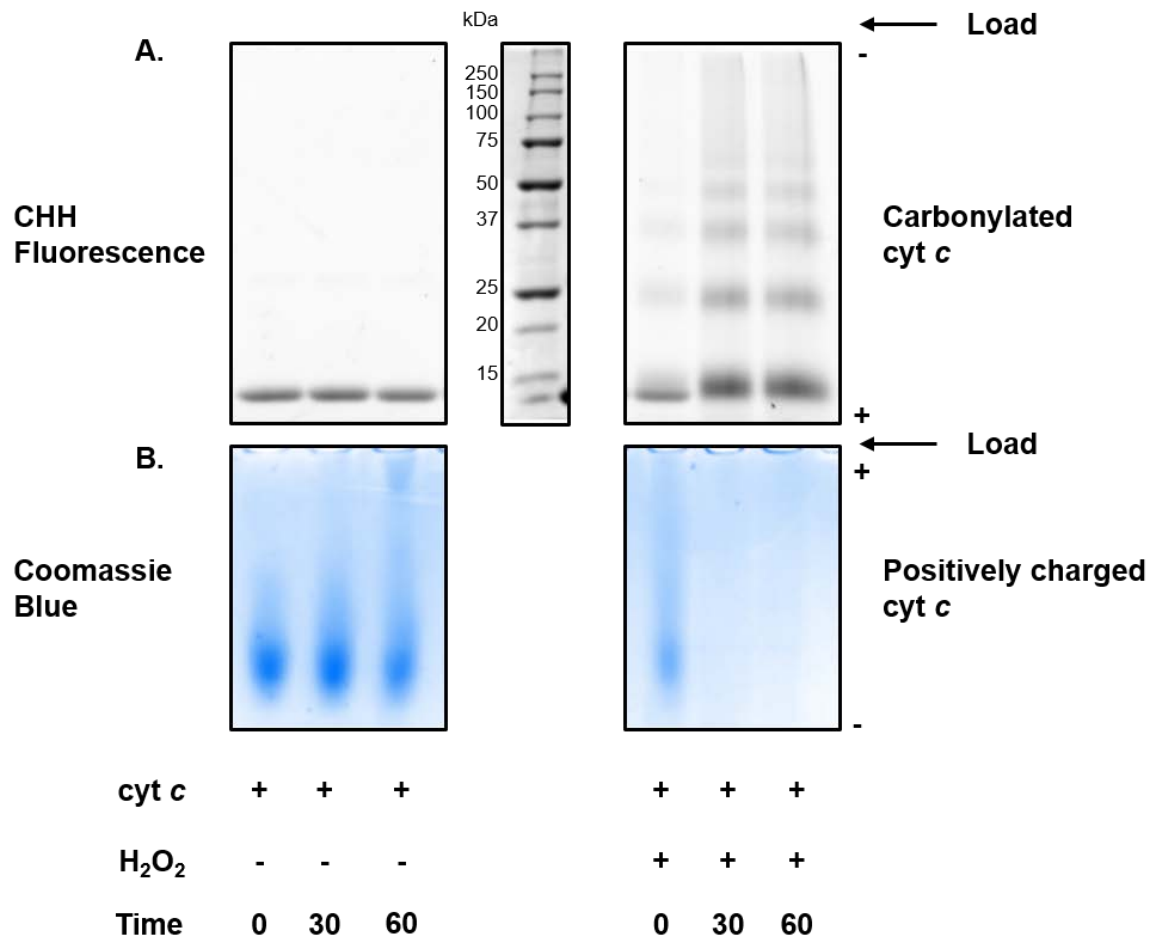 kDa
Load
A.
-
250
150
100
75
50
37
25
20
15
CHH
Fluorescence
Carbonylated
cyt c
+
Load
B.
+
Coomassie
Blue
Positively charged
cyt c
-
cyt c + + + + + +
H₂O₂ - - - + + +
Time 0 30 60 0 30 60